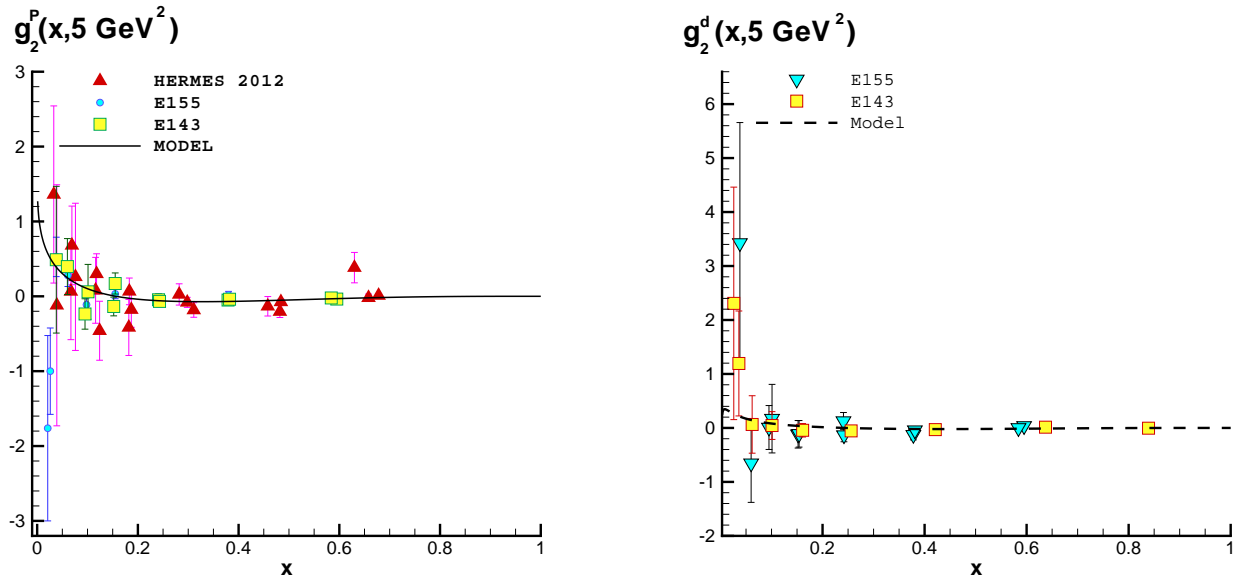 g₂ᵖ(x,5 GeV²)
3
HERMES 2012
E155
E143
MODEL
2
1
0
-1
-2
-3
0 0.2 0.4 0.6 0.8 1
x
g₂ᵈ(x,5 GeV²)
E155
E143
Model
6
5
4
3
2
1
0
-1
-2
0.2 0.4 0.6 0.8 1
x